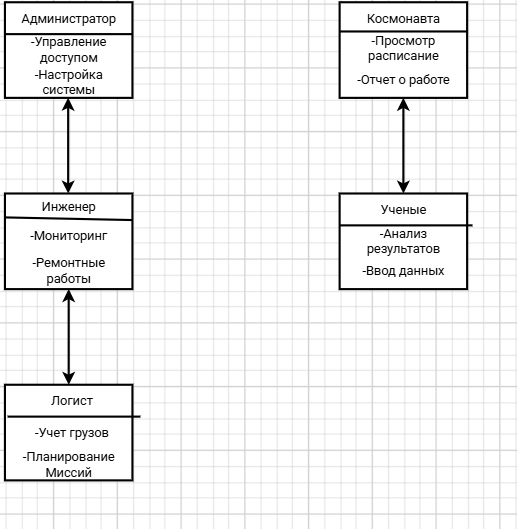 Администратор
-Управление
доступом
-Настройка
системы
Космонавта
-Просмотр
расписание
-Отчет о работе
Инженер
-Мониторинг
-Ремонтные
работы
Ученые
-Анализ
результатов
-Ввод данных
Логист
-Учет грузов
-Планирование
Миссий